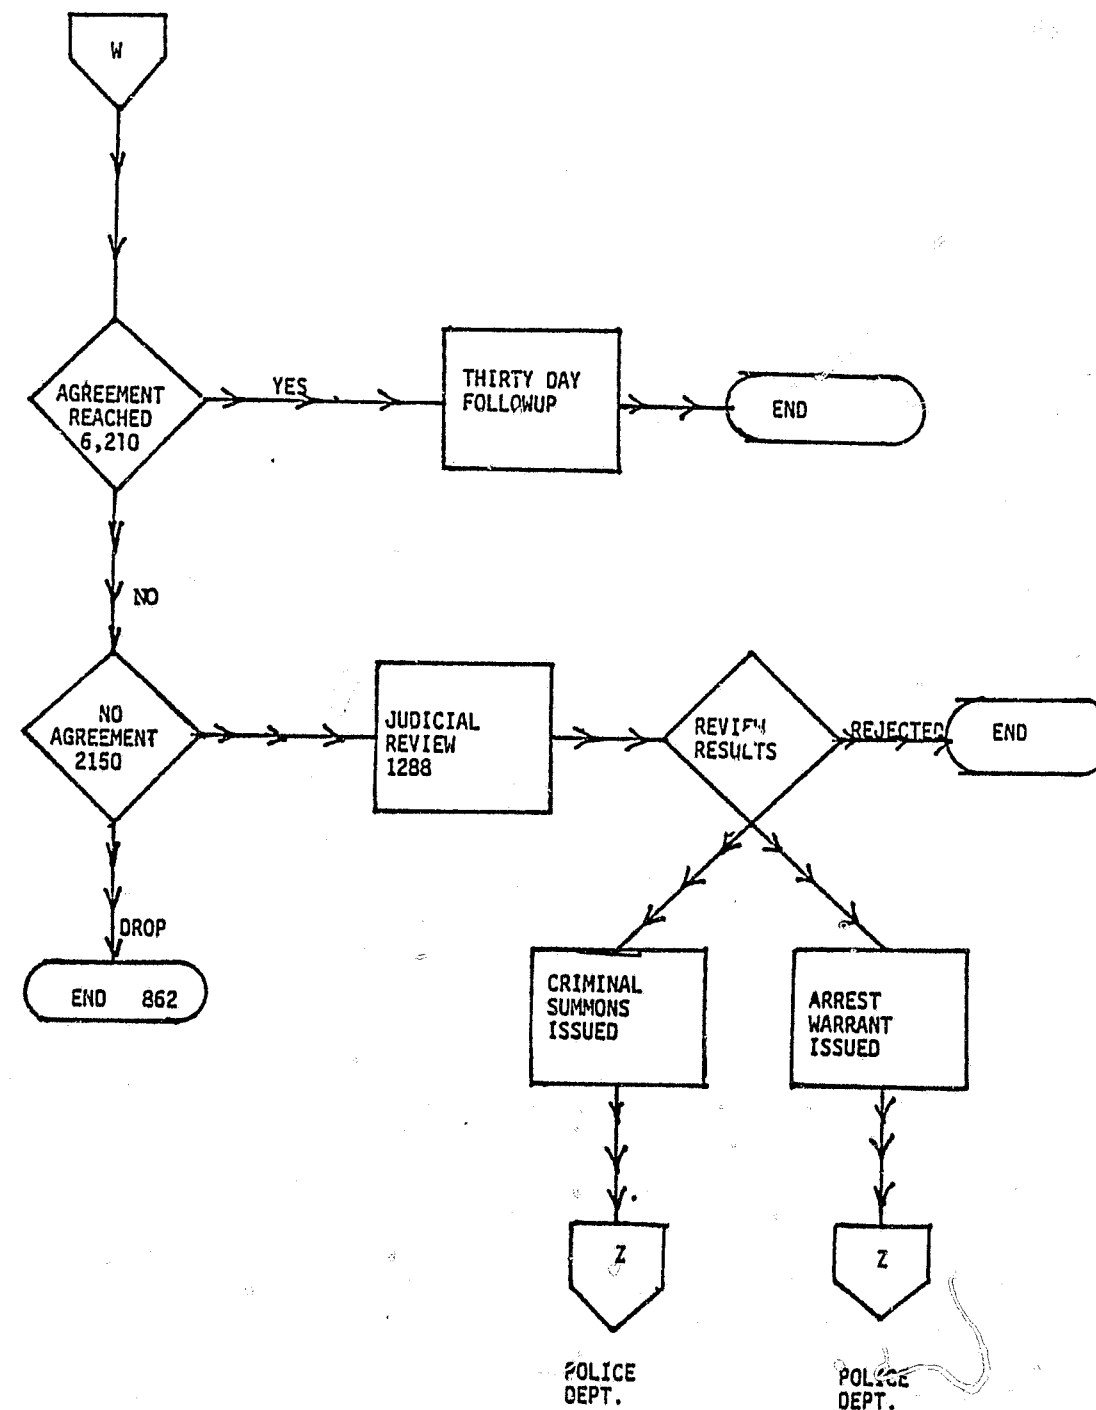 W
AGREEMENT
REACHED
6,210
YES
THIRTY DAY
FOLLOWUP
END
NO
NO
AGREEMENT
2150
JUDICIAL
REVIEW
1288
REVIEW
RESULTS
REJECTED
END
DROP
END 862
CRIMINAL
SUMMONS
ISSUED
ARREST
WARRANT
ISSUED
Z
Z
POLICE
DEPT.
POLICE
DEPT.